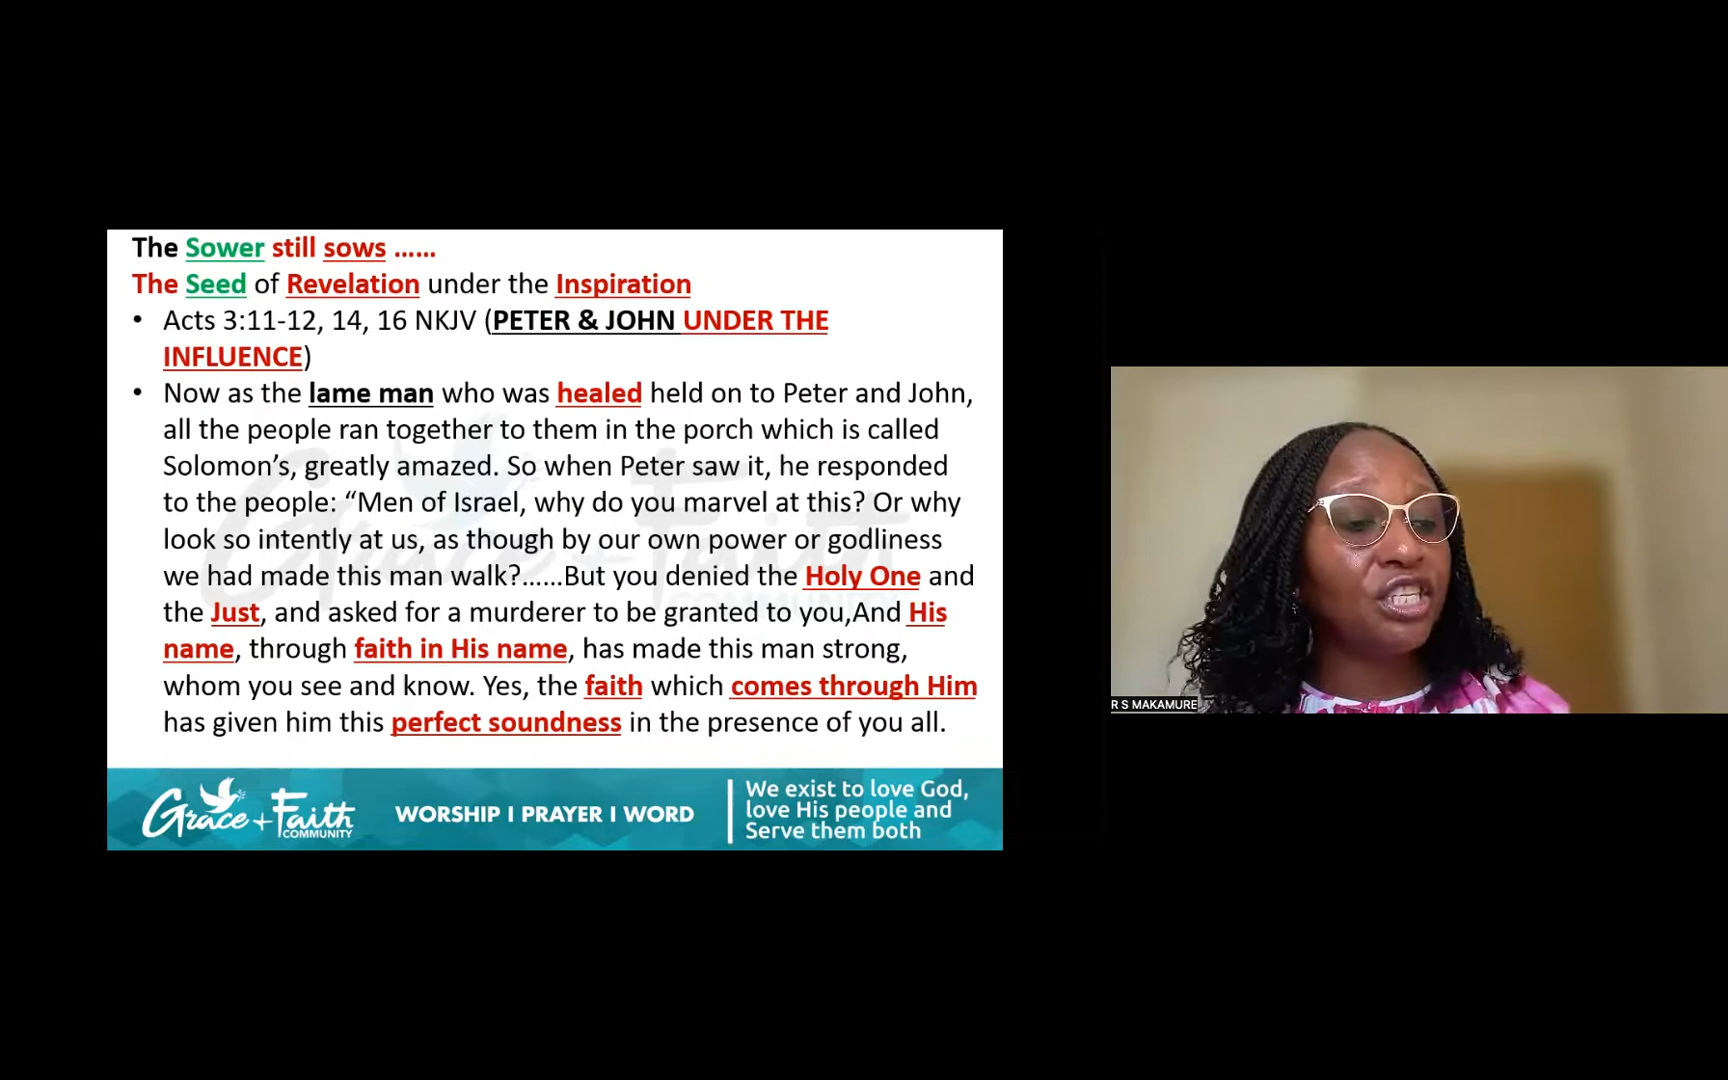 The Sower still sows ......
The Seed of Revelation under the Inspiration
• Acts 3:11-12, 14, 16 NKJV (PETER & JOHN UNDER THE
INFLUENCE)
• Now as the lame man who was healed held on to Peter and John,
all the people ran together to them in the porch which is called
Solomon’s, greatly amazed. So when Peter saw it, he responded
to the people: “Men of Israel, why do you marvel at this? Or why
look so intently at us, as though by our own power or godliness
we had made this man walk?......But you denied the Holy One and
the Just, and asked for a murderer to be granted to you,And His
name, through faith in His name, has made this man strong,
whom you see and know. Yes, the faith which comes through Him
has given him this perfect soundness in the presence of you all.
Grace + Faith
COMMUNITY
WORSHIP I PRAYER I WORD
We exist to love God,
love His people and
Serve them both
R S MAKAMURE